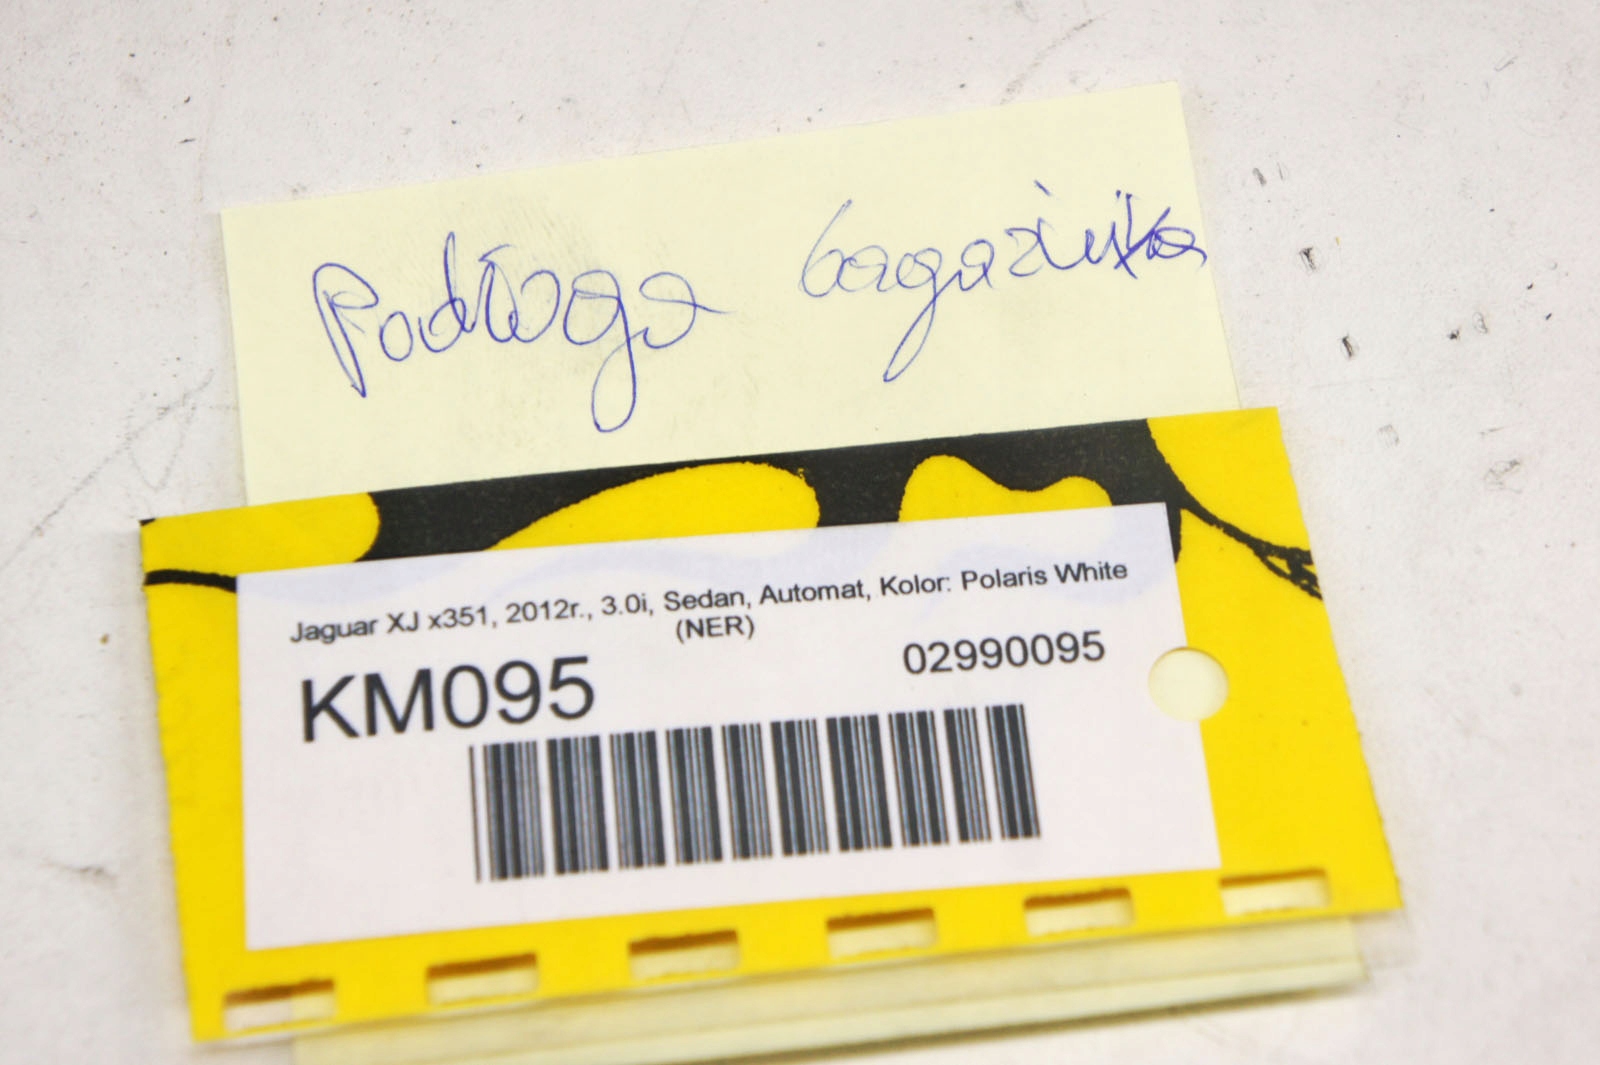 Podłoga bagażnika
Jaguar XJ x351, 2012r., 3.0i, Sedan, Automat, Kolor: Polaris White
(NER)
KM095
02990095